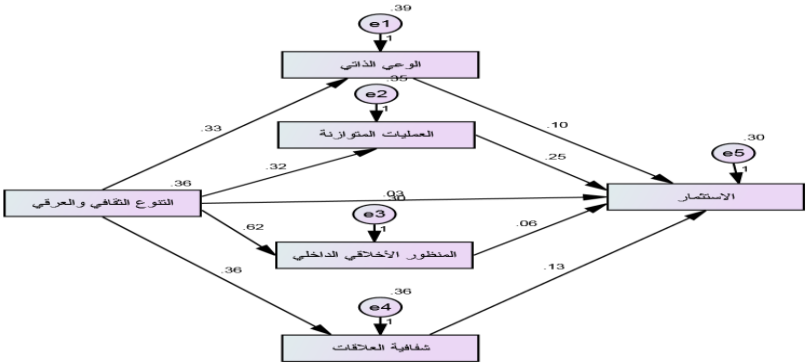 .39
e1
1
الوعي الذاتي
.35
e2
1
العمليات المتوازنة
.33
.10
.30
e5
1
.32
.25
.36
التنوع الثقافي والعرقي
.03
الاستثمار
e3
1
.62
.06
المنظور الأخلاقي الداخلي
.36
.36
e4
1
.13
شفافية العلاقات